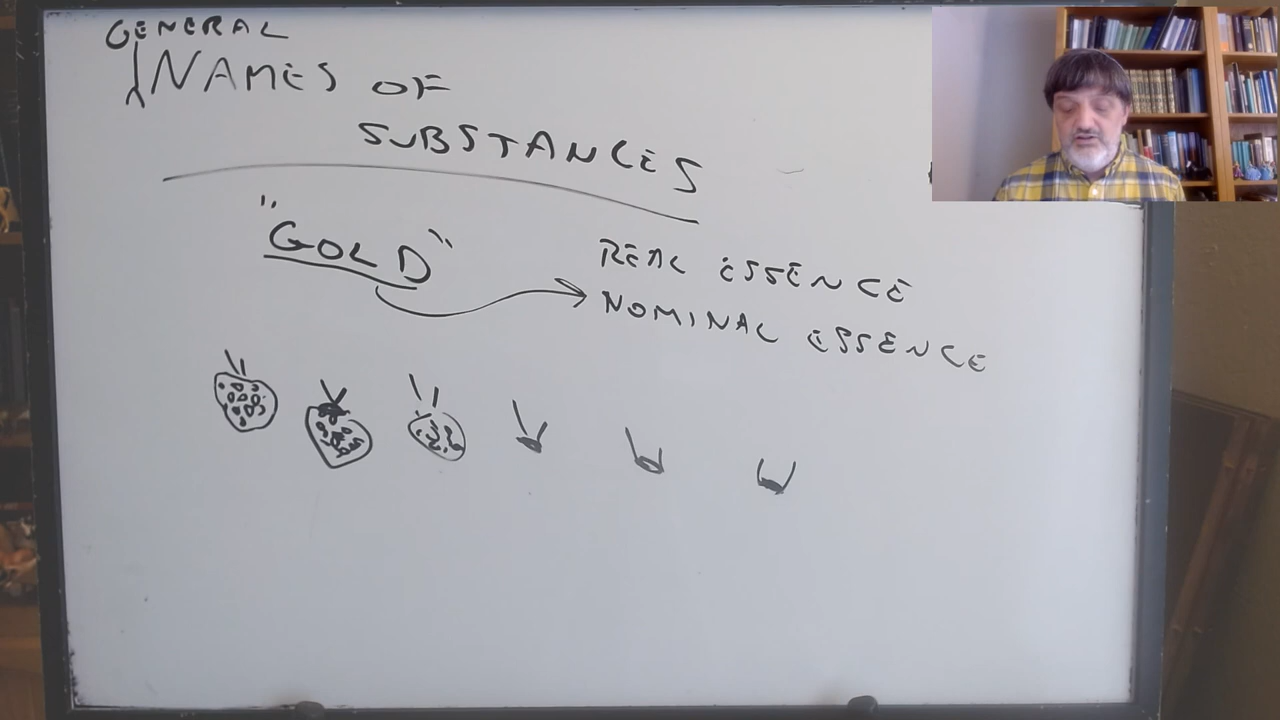 GENERAL
NAMES OF
SUBSTANCES
"GOLD"
REAL ESSENCE
NOMINAL ESSENCE